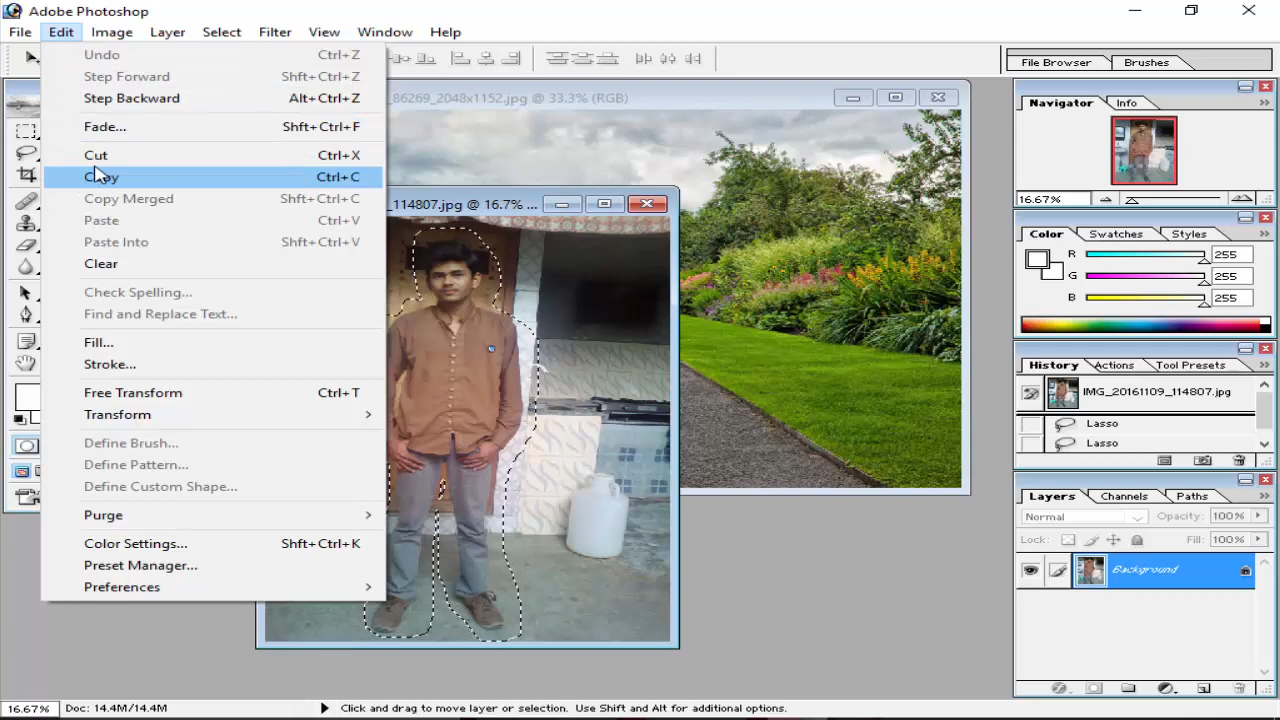 Adobe Photoshop
File Edit Image Layer Select Filter View Window Help
Undo Ctrl+Z
Step Forward Shft+Ctrl+Z
Step Backward Alt+Ctrl+Z
Fade... Shft+Ctrl+F
Cut Ctrl+X
Copy Ctrl+C
Copy Merged Shft+Ctrl+C
Paste Ctrl+V
Paste Into Shft+Ctrl+V
Clear
Check Spelling...
Find and Replace Text...
Fill...
Stroke...
Free Transform Ctrl+T
Transform
Define Brush...
Define Pattern...
Define Custom Shape...
Purge
Color Settings... Shft+Ctrl+K
Preset Manager...
Preferences
_86269_2048x1152.jpg @ 33.3% (RGB)
_114807.jpg @ 16.7% ...
File Browser Brushes
Navigator Info
16.67%
Color Swatches Styles
R 255
G 255
B 255
History Actions Tool Presets
IMG_20161109_114807.jpg
Lasso
Lasso
Layers Channels Paths
Normal Opacity: 100%
Lock: Fill: 100%
Background
16.67% Doc: 14.4M/14.4M Click and drag to move layer or selection. Use Shift and Alt for additional options.